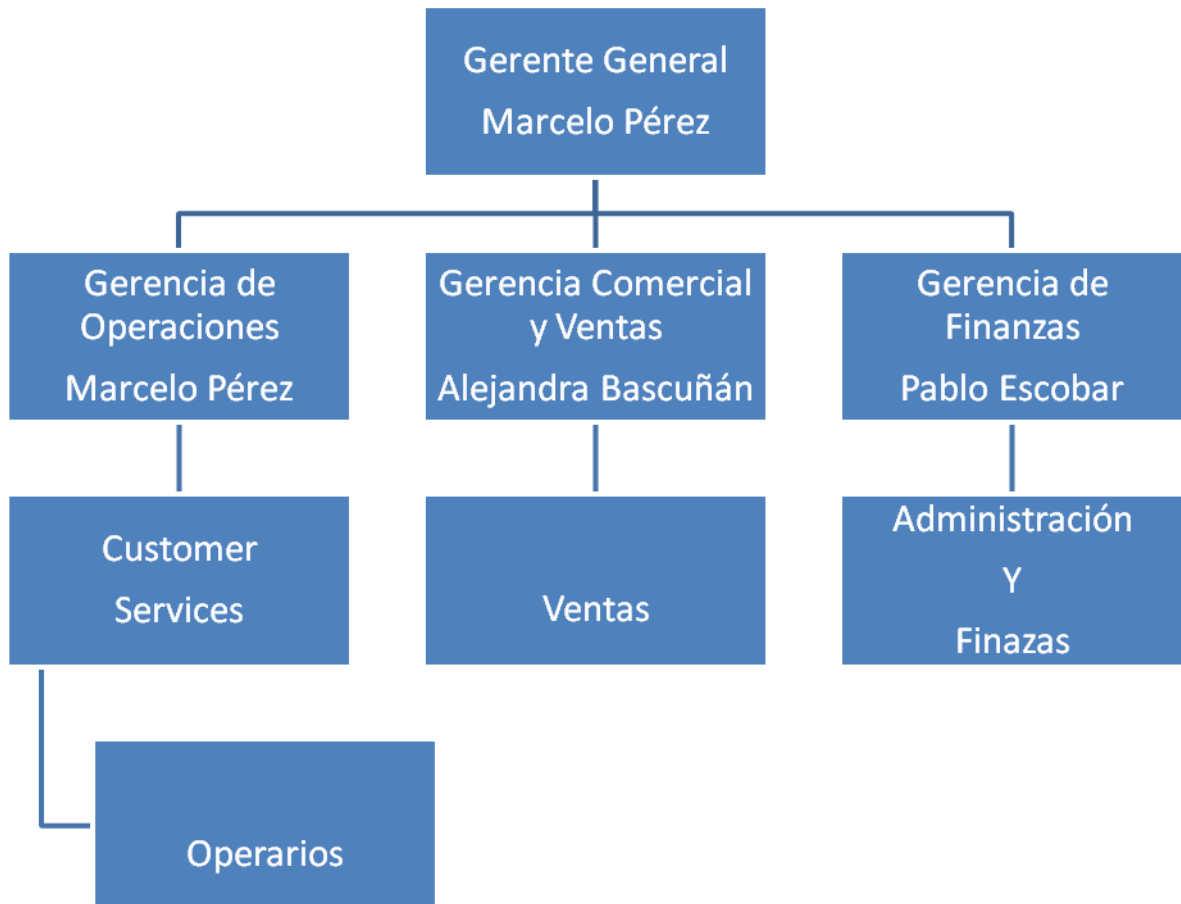 Gerente General
Marcelo Pérez
Gerencia de
Operaciones
Marcelo Pérez
Gerencia Comercial
y Ventas
Alejandra Bascuñán
Gerencia de
Finanzas
Pablo Escobar
Customer
Services
Ventas
Administración
Y
Finazas
Operarios